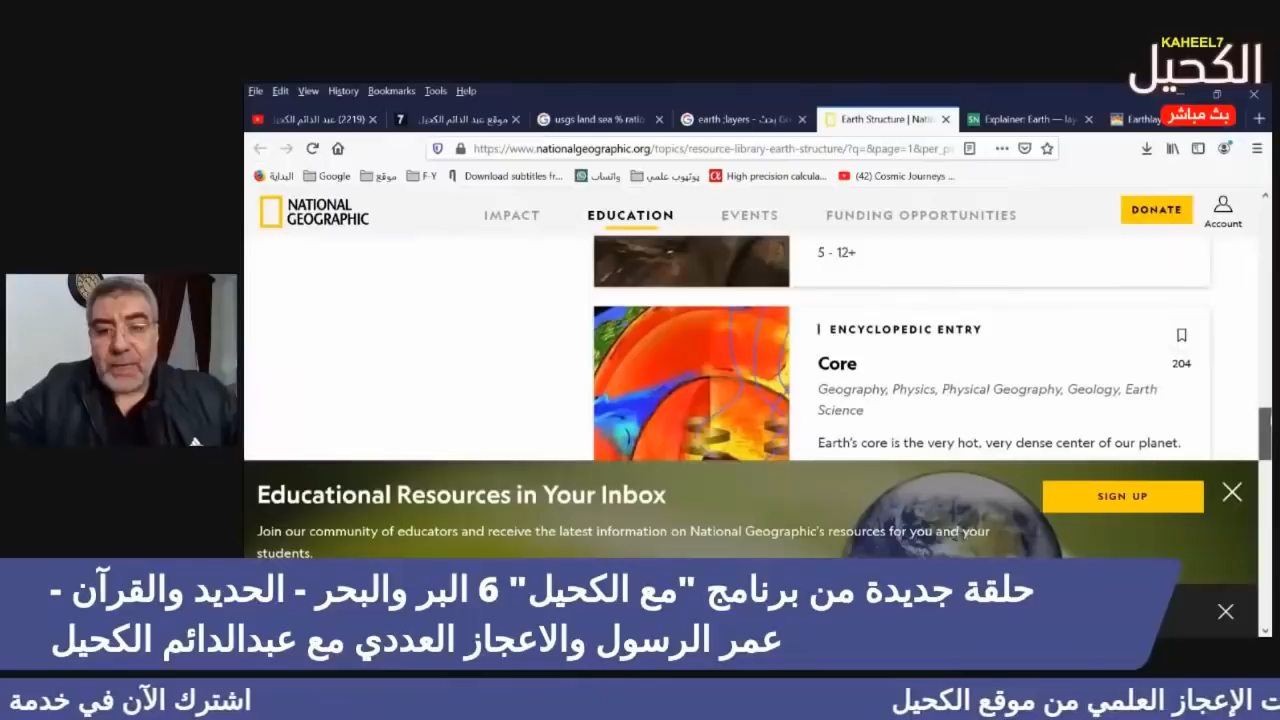 KAHEEL7
الكحيل
بث مباشر
File Edit View History Bookmarks Tools Help
(2219) عبد الدائم الكحيل
موقع عبد الدائم الكحيل
usgs land sea % ratio
earth ;layers - بحث
Earth Structure | Nati
Explainer: Earth — lay
Earthlay
https://www.nationalgeographic.org/topics/resource-library-earth-structure/?q=&page=1&per_p
البداية
Google
موقع
F-Y
Download subtitles fr...
واتساب
يوتيوب علمي
High precision calcula...
(42) Cosmic Journeys ...
NATIONAL
GEOGRAPHIC
IMPACT
EDUCATION
EVENTS
FUNDING OPPORTUNITIES
DONATE
Account
5 - 12+
ENCYCLOPEDIC ENTRY
Core
204
Geography, Physics, Physical Geography, Geology, Earth
Science
Earth's core is the very hot, very dense center of our planet.
Educational Resources in Your Inbox
SIGN UP
Join our community of educators and receive the latest information on National Geographic's resources for you and your
students.
حلقة جديدة من برنامج "مع الكحيل" 6 البر والبحر - الحديد والقرآن -
عمر الرسول والاعجاز العددي مع عبدالدائم الكحيل
ت الإعجاز العلمي من موقع الكحيل
اشترك الآن في خدمة